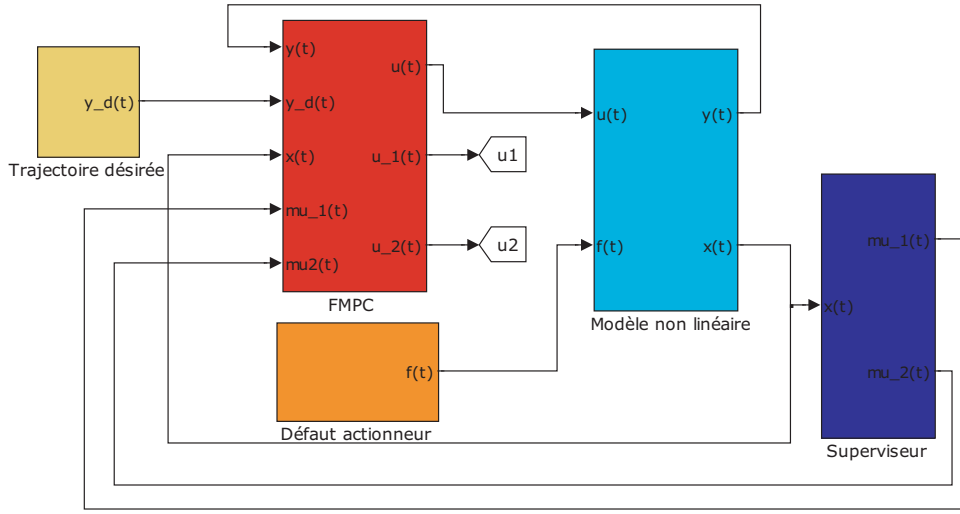 y_d(t)
Trajectoire désirée
y(t)
y_d(t)
x(t)
mu_1(t)
mu2(t)
u(t)
u_1(t)
u_2(t)
FMPC
u1
u2
f(t)
Défaut actionneur
u(t)
f(t)
y(t)
x(t)
Modèle non linéaire
x(t)
mu_1(t)
mu_2(t)
Superviseur